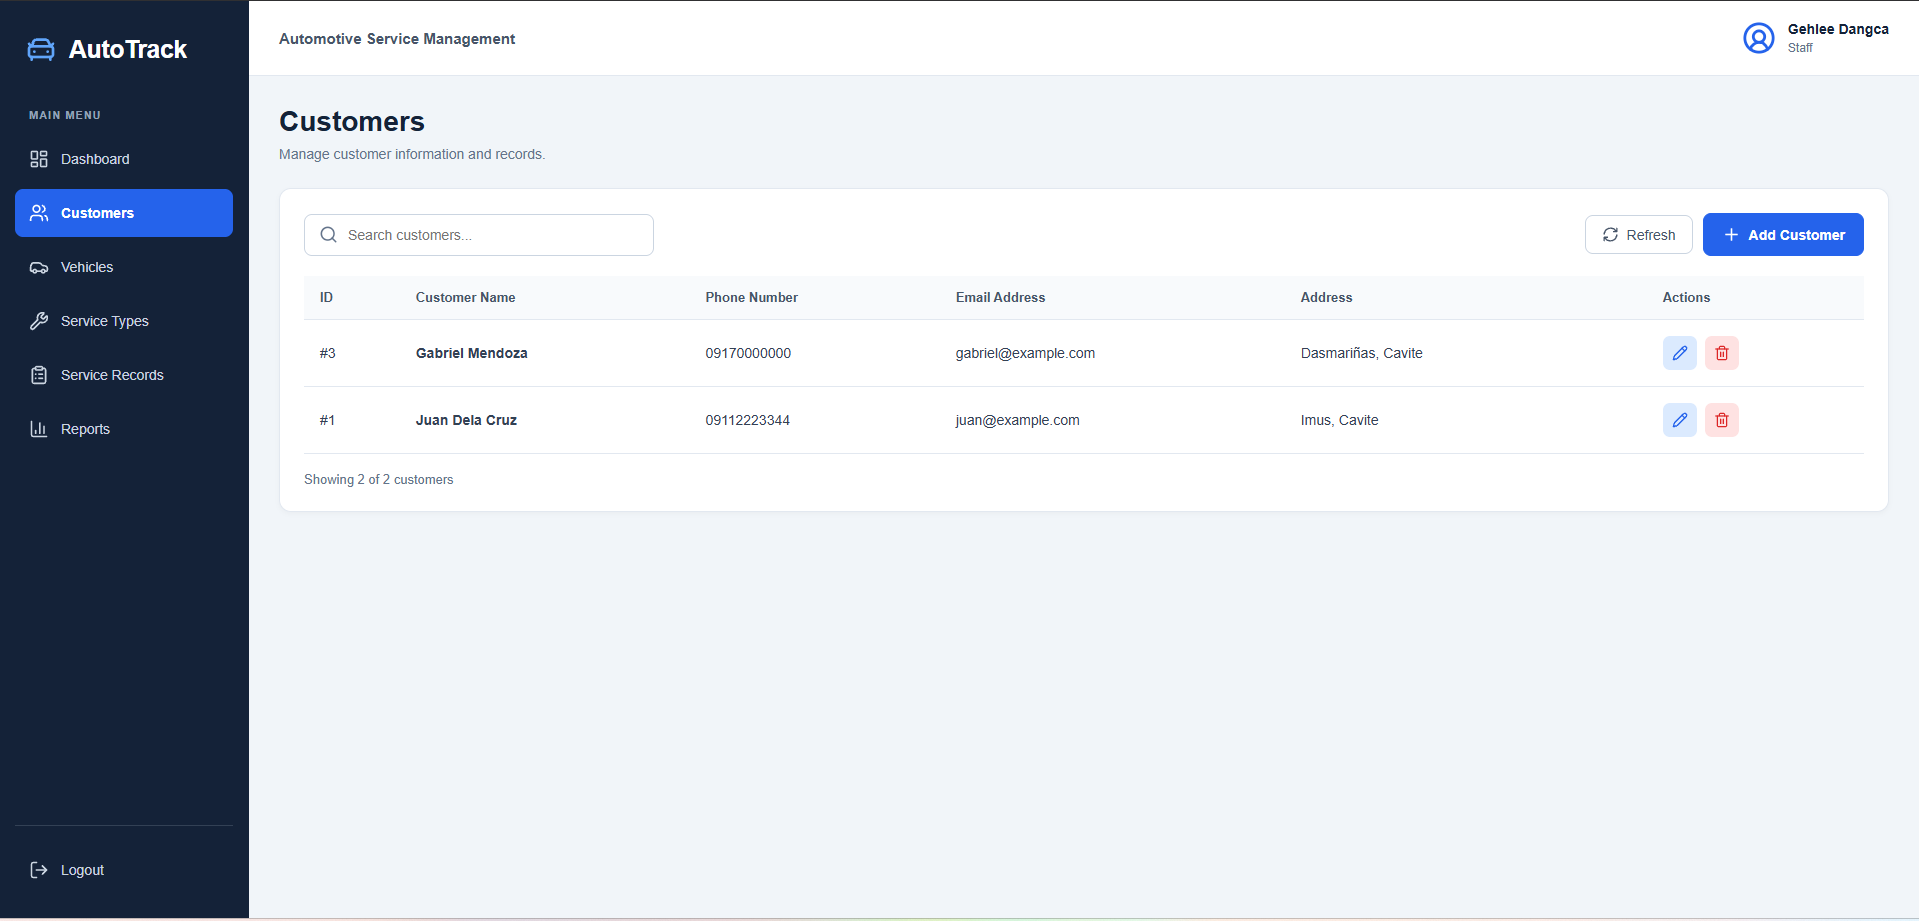 AutoTrack
Automotive Service Management
Gehlee Dangca
Staff
MAIN MENU
Dashboard
Customers
Vehicles
Service Types
Service Records
Reports
Logout
Customers
Manage customer information and records.
Search customers...
Refresh
Add Customer
ID Customer Name Phone Number Email Address Address Actions
#3 Gabriel Mendoza 09170000000 gabriel@example.com Dasmariñas, Cavite
#1 Juan Dela Cruz 09112223344 juan@example.com Imus, Cavite
Showing 2 of 2 customers